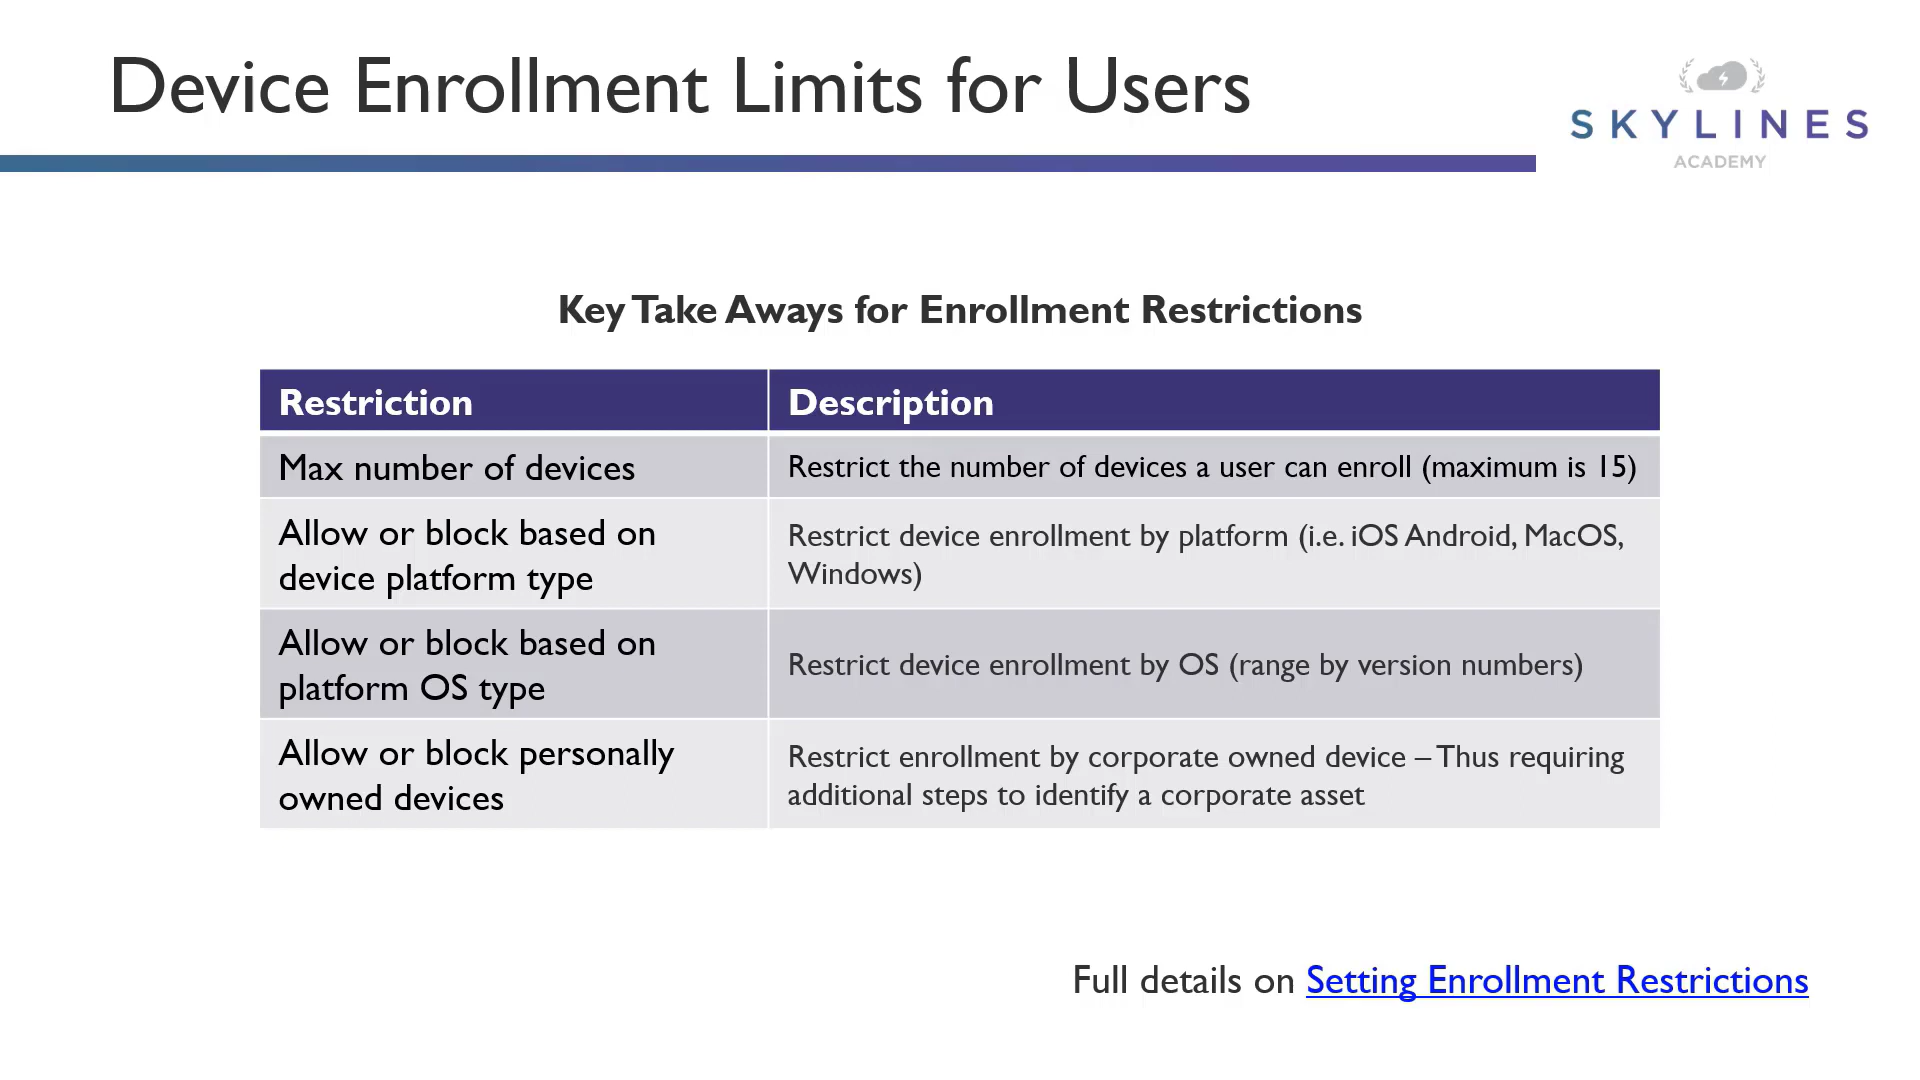 Device Enrollment Limits for Users
SKYLINES
ACADEMY
Key Take Aways for Enrollment Restrictions
Restriction
Description
Max number of devices
Restrict the number of devices a user can enroll (maximum is 15)
Allow or block based on
device platform type
Restrict device enrollment by platform (i.e. iOS Android, MacOS,
Windows)
Allow or block based on
platform OS type
Restrict device enrollment by OS (range by version numbers)
Allow or block personally
owned devices
Restrict enrollment by corporate owned device – Thus requiring
additional steps to identify a corporate asset
Full details on Setting Enrollment Restrictions